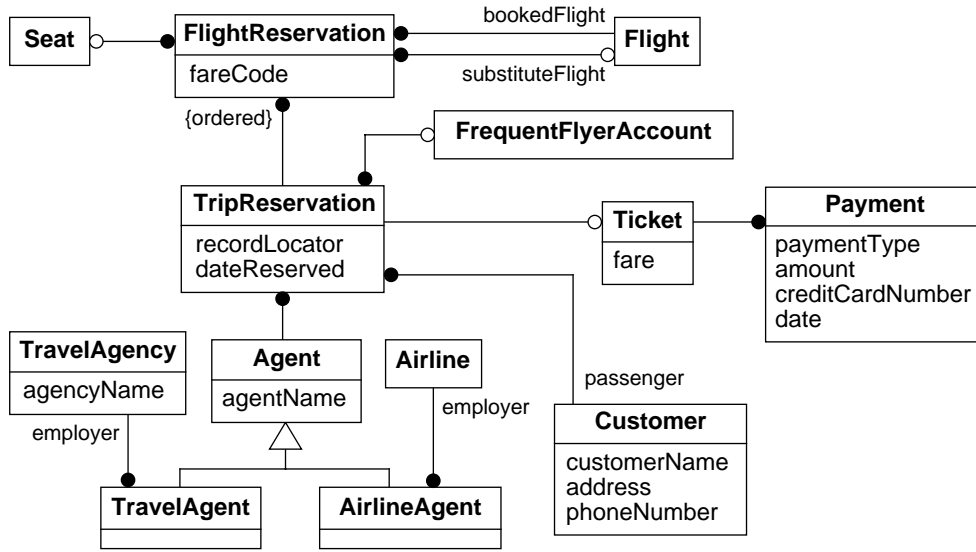 bookedFlight
Seat
FlightReservation
Flight
fareCode
substituteFlight
{ordered}
FrequentFlyerAccount
TripReservation
recordLocator
dateReserved
Ticket
fare
Payment
paymentType
amount
creditCardNumber
date
TravelAgency
agencyName
Agent
agentName
Airline
employer
employer
passenger
Customer
customerName
address
phoneNumber
TravelAgent
AirlineAgent